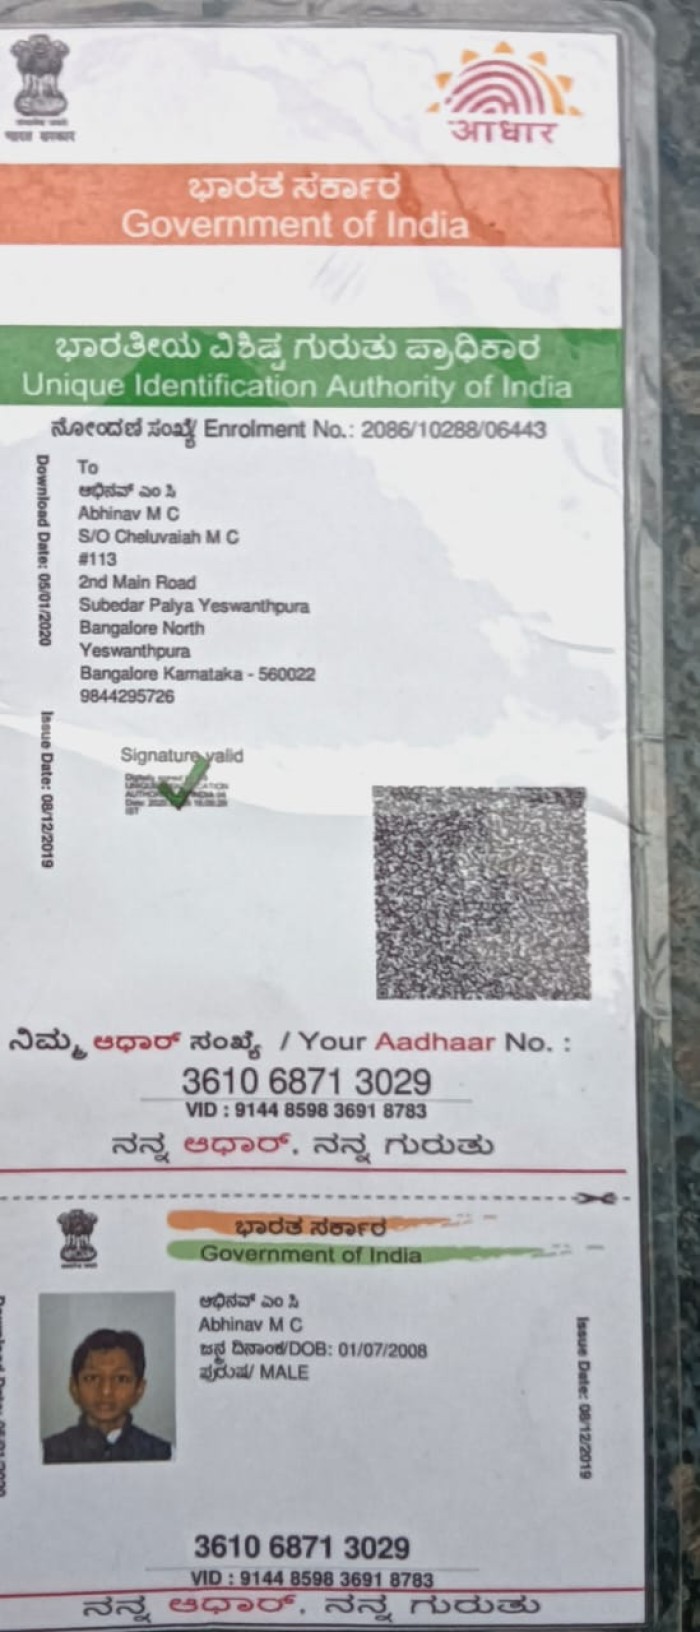 भारत सरकार
आधार
ಭಾರತ ಸರ್ಕಾರ
Government of India
ಭಾರತೀಯ ವಿಶಿಷ್ಟ ಗುರುತು ಪ್ರಾಧಿಕಾರ
Unique Identification Authority of India
ನೋಂದಣಿ ಸಂಖ್ಯೆ/ Enrolment No.: 2086/10288/06443
Download Date: 05/01/2020
To
ಅಭಿನವ್ ಎಂ ಸಿ
Abhinav M C
S/O Cheluvaiah M C
#113
2nd Main Road
Subedar Palya Yeswanthpura
Bangalore North
Yeswanthpura
Bangalore Karnataka - 560022
9844295726
Issue Date: 08/12/2019
Signature valid
ನಿಮ್ಮ ಆಧಾರ್ ಸಂಖ್ಯೆ / Your Aadhaar No. :
3610 6871 3029
VID : 9144 8598 3691 8783
ನನ್ನ ಆಧಾರ್, ನನ್ನ ಗುರುತು
ಭಾರತ ಸರ್ಕಾರ
Government of India
ಅಭಿನವ್ ಎಂ ಸಿ
Abhinav M C
ಜನ್ಮ ದಿನಾಂಕ/DOB: 01/07/2008
ಪುರುಷ/ MALE
Issue Date: 08/12/2019
3610 6871 3029
VID : 9144 8598 3691 8783
ನನ್ನ ಆಧಾರ್, ನನ್ನ ಗುರುತು